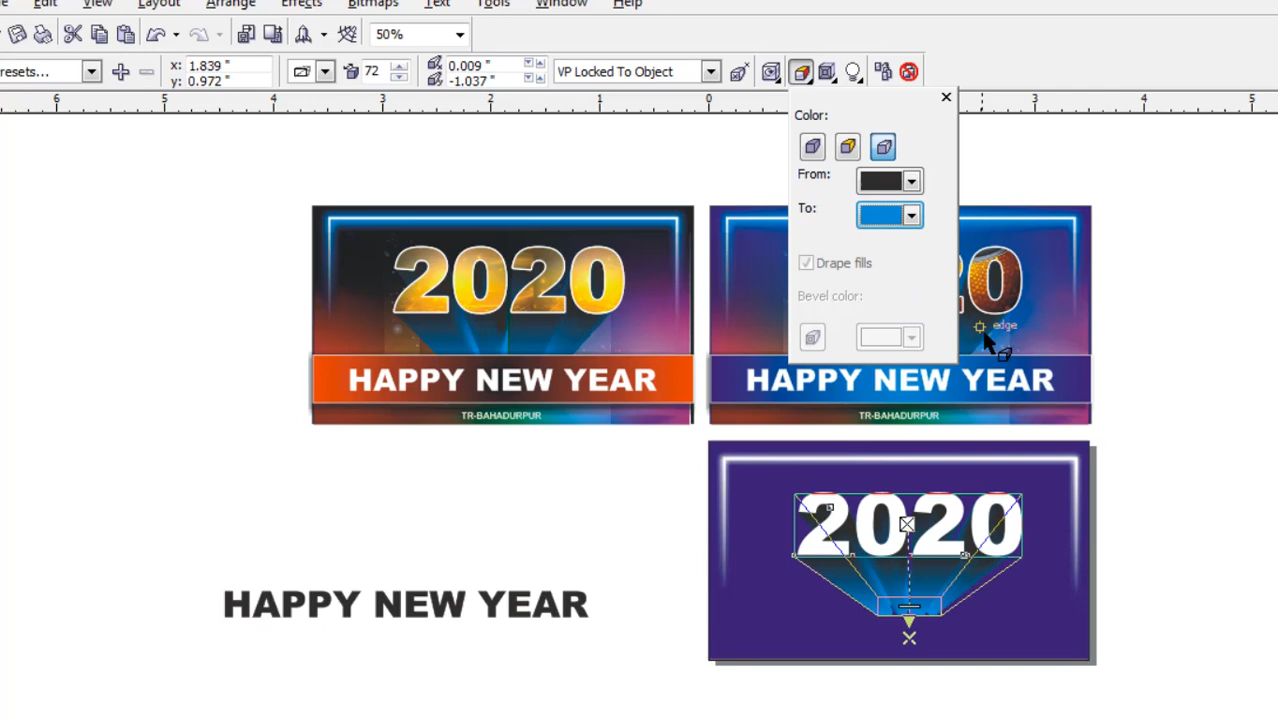 Edit View Layout Arrange Effects Bitmaps Text Tools Window Help
50%
resets...
x: 1.839 "
y: 0.972 "
72
0.009 "
-1.037 "
VP Locked To Object
6 5 4 3 2 1 0 3 4 5
Color:
From:
To:
Drape fills
Bevel color:
2020
HAPPY NEW YEAR
TR-BAHADURPUR
20
edge
HAPPY NEW YEAR
TR-BAHADURPUR
2020
HAPPY NEW YEAR